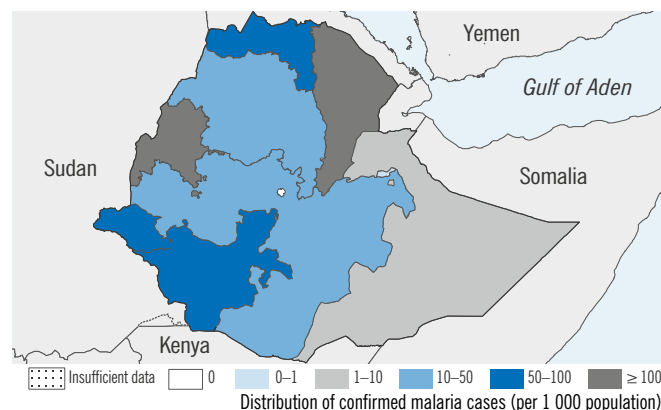 Yemen
Gulf of Aden
Sudan
Somalia
Kenya
Insufficient data 0 0–1 1–10 10–50 50–100 ≥ 100
Distribution of confirmed malaria cases (per 1 000 population)